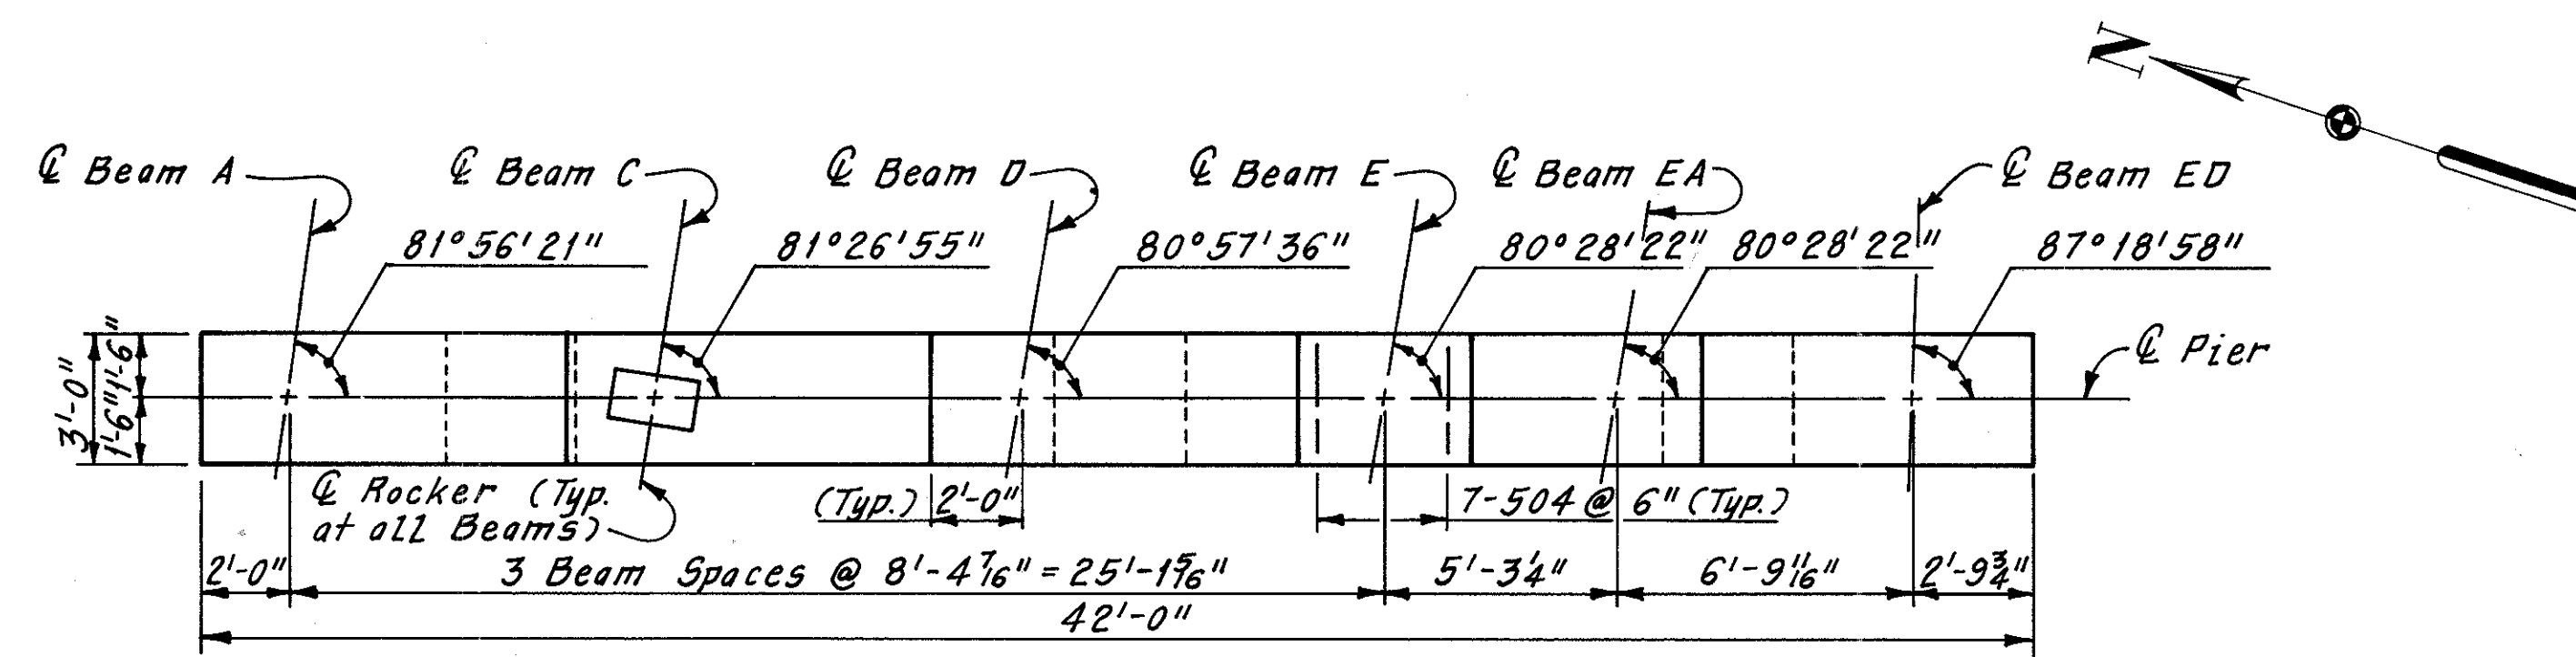 N
℄ Beam A
℄ Beam C
℄ Beam D
℄ Beam E
℄ Beam EA
℄ Beam ED
81°56'21"
81°26'55"
80°57'36"
80°28'22"
80°28'22"
87°18'58"
℄ Pier
3'-0"
1'-6"
1'-6"
℄ Rocker (Typ.
at all Beams)
(Typ.) 2'-0"
7-504 @ 6" (Typ.)
2'-0"
3 Beam Spaces @ 8'-4 7/16" = 25'-1 5/16"
5'-3 1/4"
6'-9 11/16"
2'-9 3/4"
42'-0"